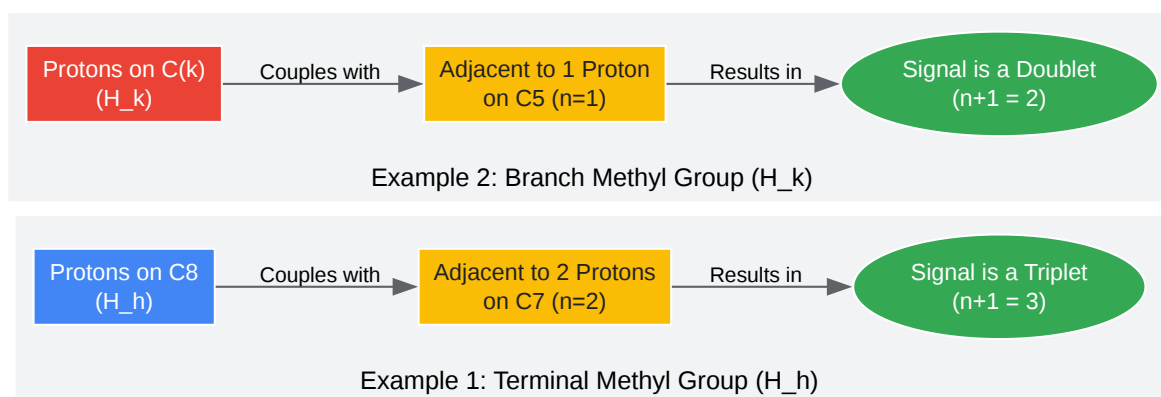 Protons on C(k)
(H_k)
Couples with
Adjacent to 1 Proton
on C5 (n=1)
Results in
Signal is a Doublet
(n+1 = 2)
Example 2: Branch Methyl Group (H_k)
Protons on C8
(H_h)
Couples with
Adjacent to 2 Protons
on C7 (n=2)
Results in
Signal is a Triplet
(n+1 = 3)
Example 1: Terminal Methyl Group (H_h)